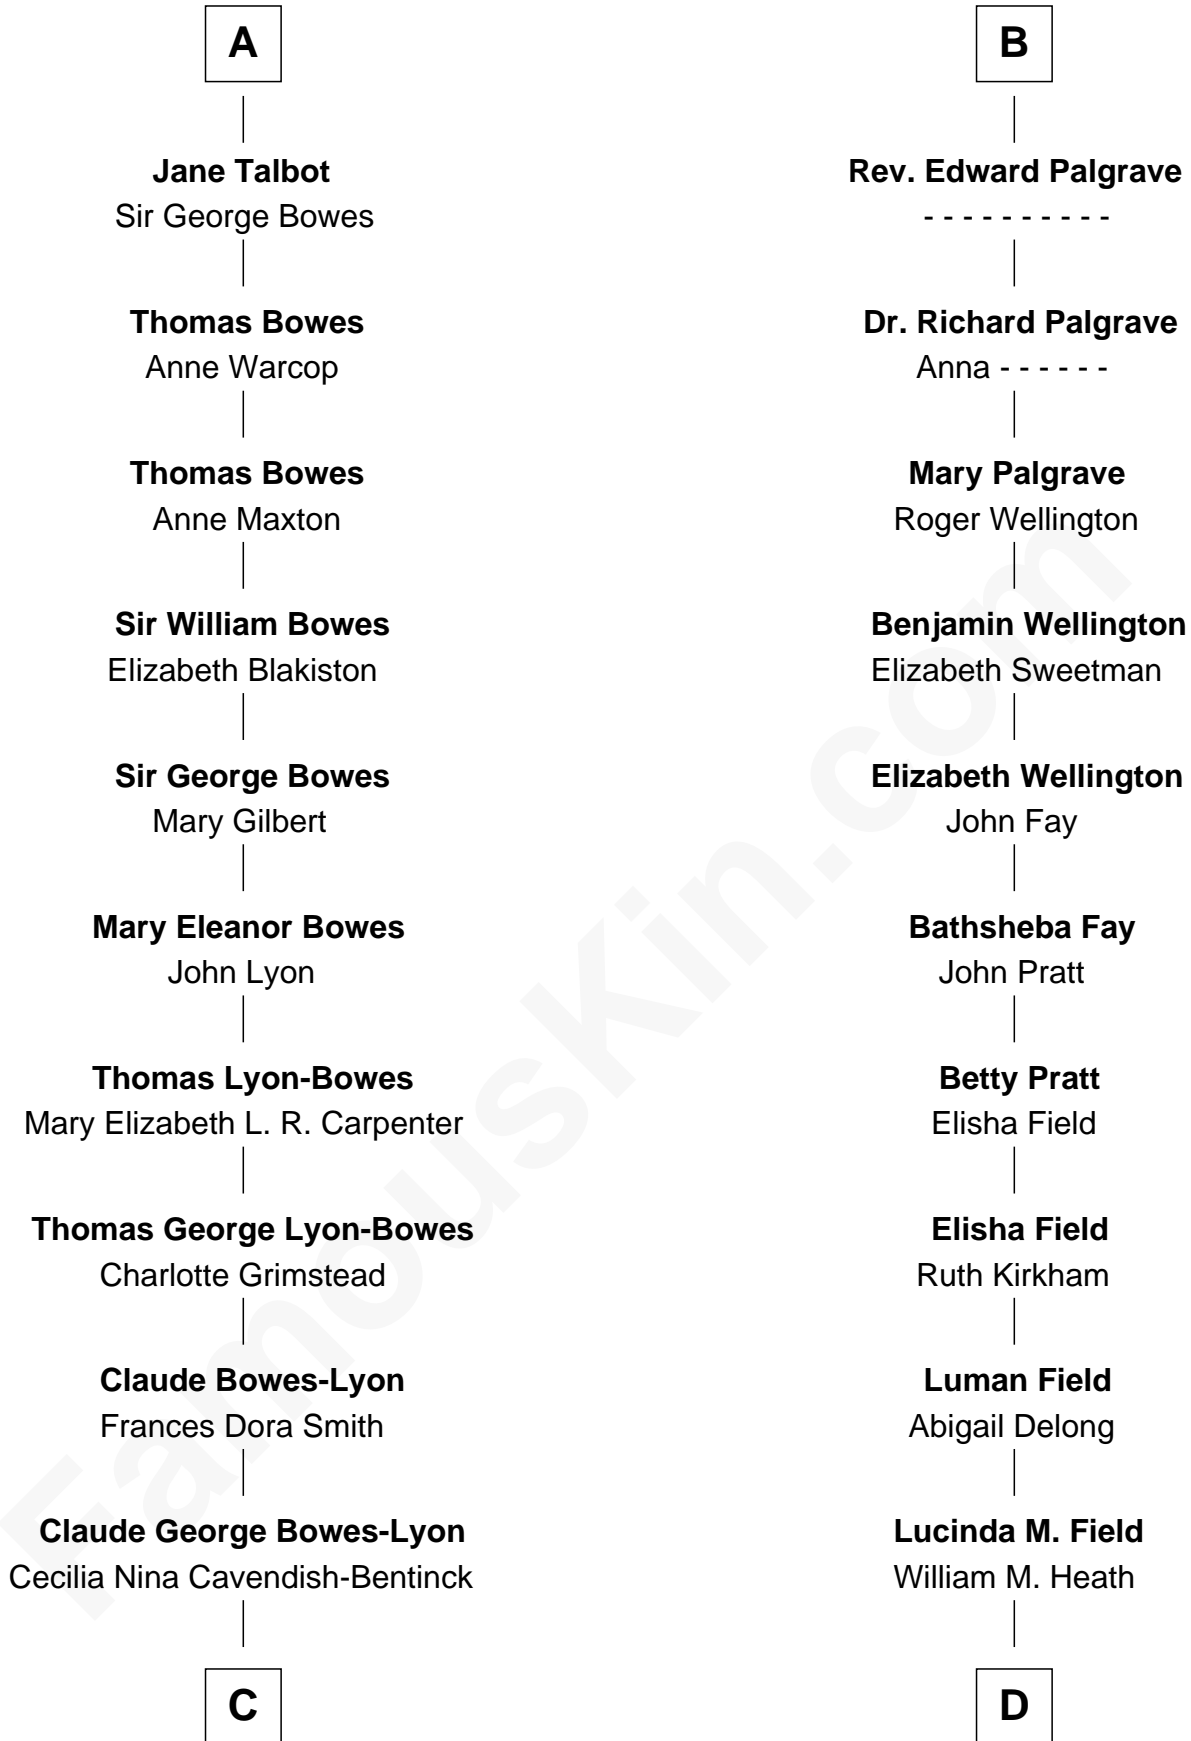 A
Jane Talbot
Sir George Bowes
Thomas Bowes
Anne Warcop
Thomas Bowes
Anne Maxton
Sir William Bowes
Elizabeth Blakiston
Sir George Bowes
Mary Gilbert
Mary Eleanor Bowes
John Lyon
Thomas Lyon-Bowes
Mary Elizabeth L. R. Carpenter
Thomas George Lyon-Bowes
Charlotte Grimstead
Claude Bowes-Lyon
Frances Dora Smith
Claude George Bowes-Lyon
Cecilia Nina Cavendish-Bentinck
C
B
Rev. Edward Palgrave
- - - - - - - - - -
Dr. Richard Palgrave
Anna - - - - - -
Mary Palgrave
Roger Wellington
Benjamin Wellington
Elizabeth Sweetman
Elizabeth Wellington
John Fay
Bathsheba Fay
John Pratt
Betty Pratt
Elisha Field
Elisha Field
Ruth Kirkham
Luman Field
Abigail Delong
Lucinda M. Field
William M. Heath
D
FamousKin.com